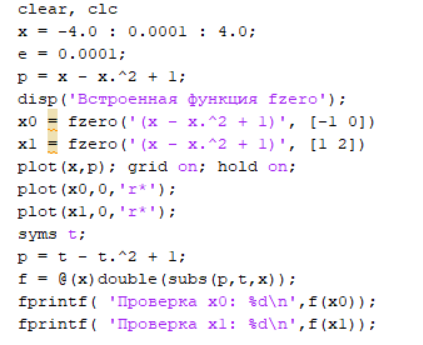 clear, clc
x = -4.0 : 0.0001 : 4.0;
e = 0.0001;
p = x - x.^2 + 1;
disp('Встроенная функция fzero');
x0 = fzero('(x - x.^2 + 1)', [-1 0])
x1 = fzero('(x - x.^2 + 1)', [1 2])
plot(x,p); grid on; hold on;
plot(x0,0,'r*');
plot(x1,0,'r*');
syms t;
p = t - t.^2 + 1;
f = @(x)double(subs(p,t,x));
fprintf( 'Проверка x0: %d\n',f(x0));
fprintf( 'Проверка x1: %d\n',f(x1));